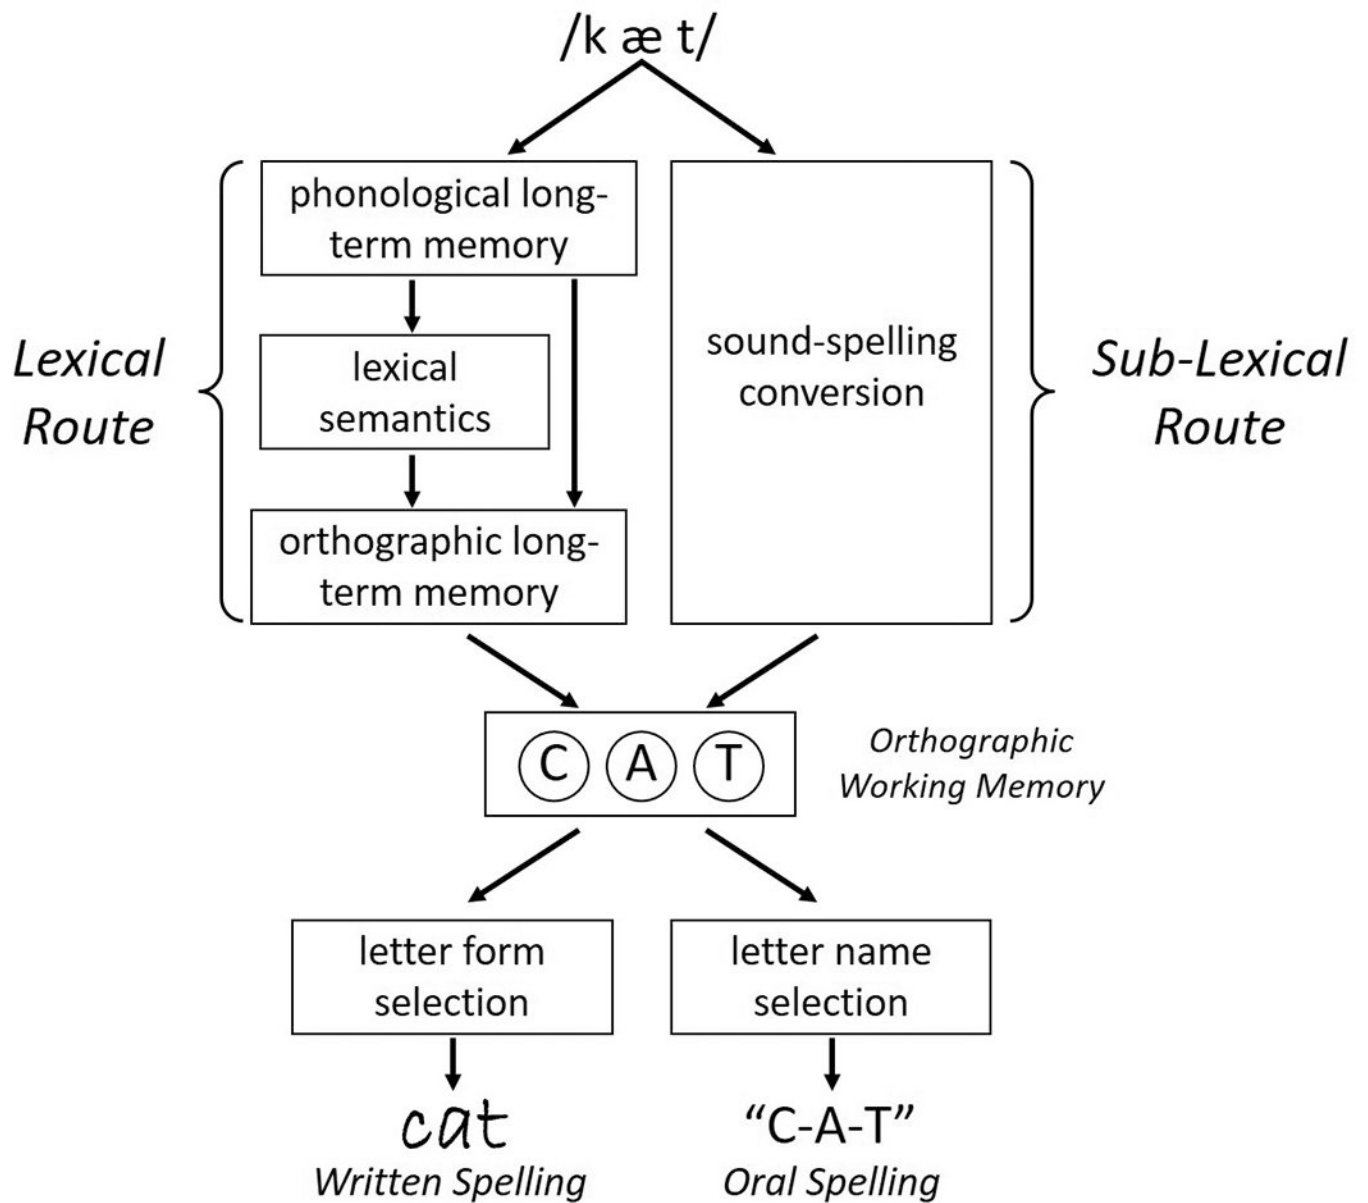 /k æ t/
phonological long-
term memory
lexical
semantics
orthographic long-
term memory
Lexical
Route
sound-spelling
conversion
Sub-Lexical
Route
C A T
Orthographic
Working Memory
letter form
selection
letter name
selection
cat
Written Spelling
“C-A-T”
Oral Spelling